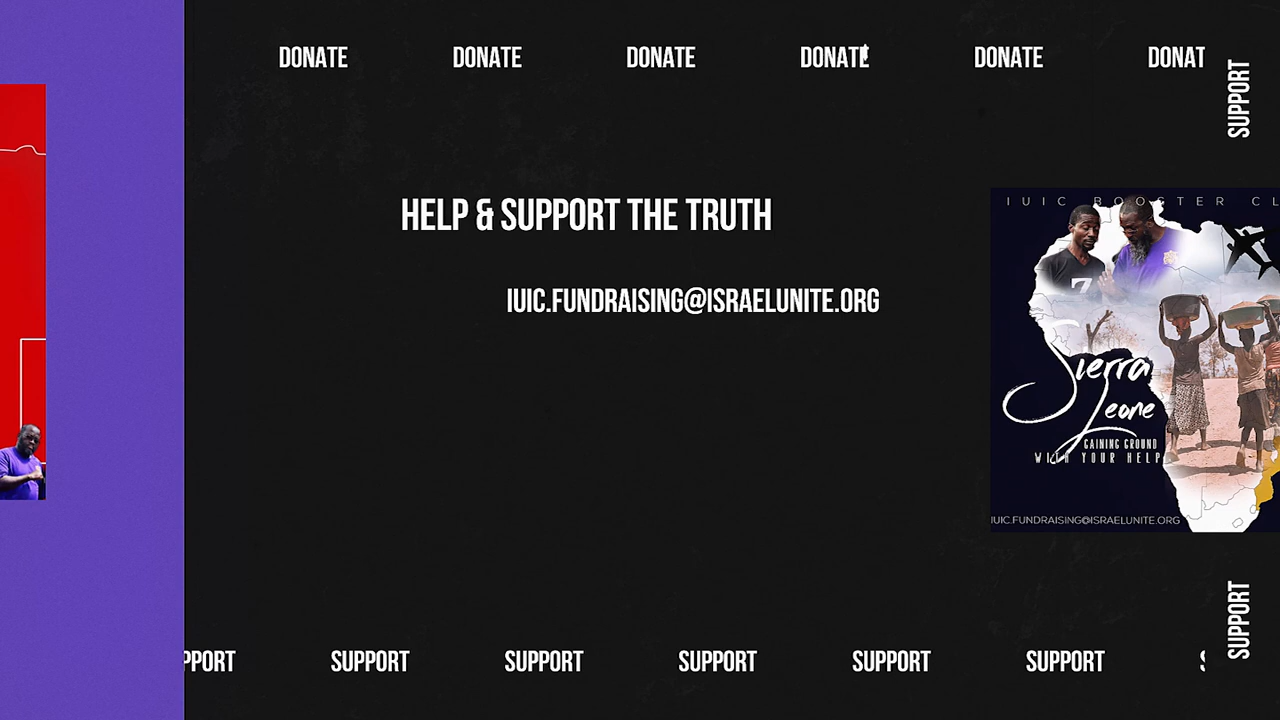 DONATE DONATE DONATE DONATE DONATE DONAT
SUPPORT
HELP & SUPPORT THE TRUTH
IUIC.FUNDRAISING@ISRAELUNITE.ORG
IUIC BOOSTER CL
7
Sierra
Leone
GAINING GROUND
WITH YOUR HELP
IUIC.FUNDRAISING@ISRAELUNITE.ORG
SUPPORT
PPORT SUPPORT SUPPORT SUPPORT SUPPORT SUPPORT S